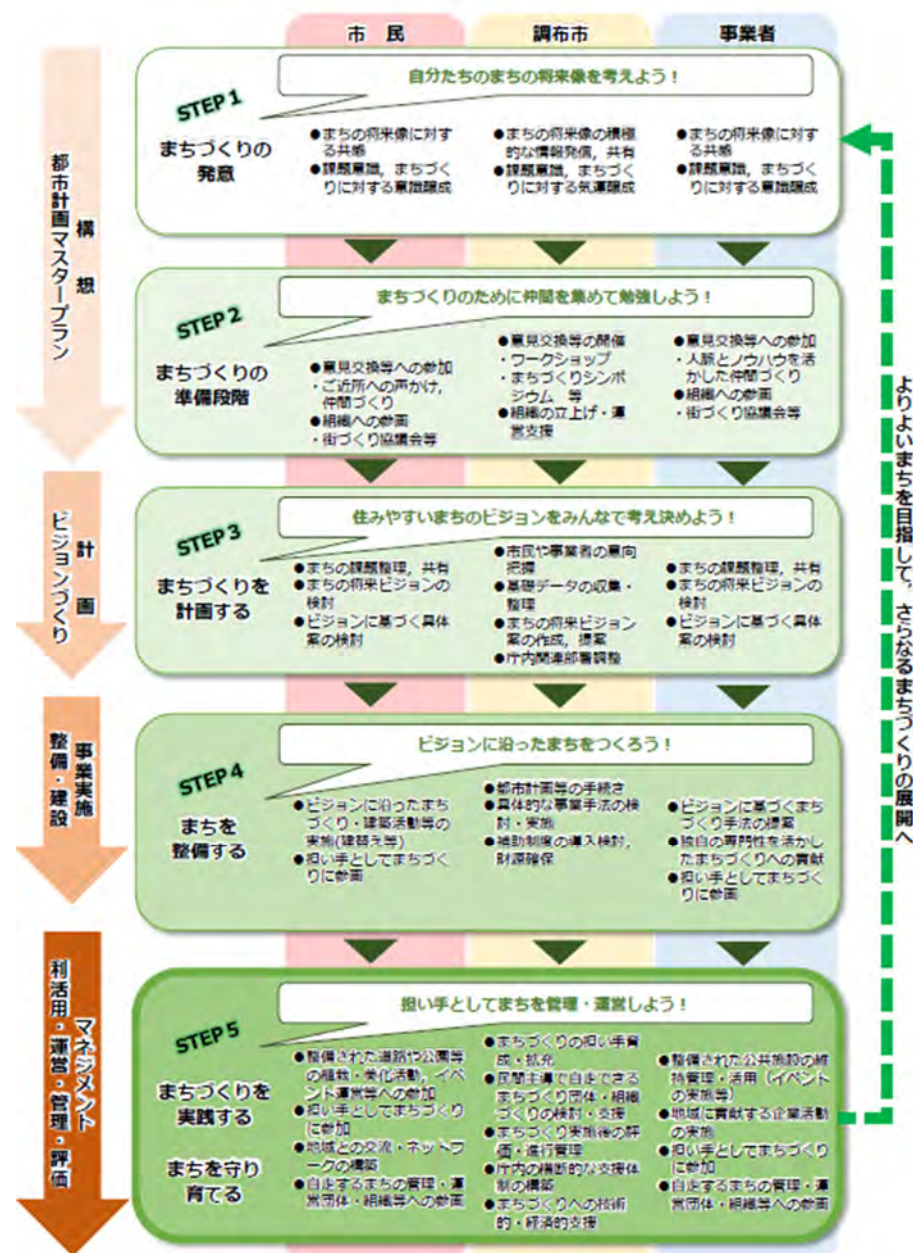 市 民
調布市
事業者
構 想
都市計画マスタープラン
STEP1
まちづくりの
発意
自分たちのまちの将来像を考えよう！
●まちの将来像に対す
る共感
●課題意識，まちづく
りに対する意識醸成
●まちの将来像の積極
的な情報発信，共有
●課題意識，まちづく
りに対する気運醸成
●まちの将来像に対す
る共感
●課題意識，まちづく
りに対する意識醸成
STEP2
まちづくりの
準備段階
まちづくりのために仲間を集めて勉強しよう！
●意見交換等への参加
・ご近所への声かけ，
仲間づくり
●組織への参画
・街づくり協議会等
●意見交換等の開催
・ワークショップ
・まちづくりシンポ
ジウム 等
●組織の立上げ・運
営支援
●意見交換等への参加
・人脈とノウハウを活
かした仲間づくり
●組織への参画
・街づくり協議会等
計 画
ビジョンづくり
STEP3
まちづくりを
計画する
住みやすいまちのビジョンをみんなで考え決めよう！
●まちの課題整理，共有
●まちの将来ビジョンの
検討
●ビジョンに基づく具体
案の検討
●市民や事業者の意向
把握
●基礎データの収集・
整理
●まちの将来ビジョン
案の作成，提案
●庁内関連部署調整
●まちの課題整理，共有
●まちの将来ビジョンの
検討
●ビジョンに基づく具体
案の検討
事業実施
整備・建設
STEP4
まちを
整備する
ビジョンに沿ったまちをつくろう！
●ビジョンに沿ったまち
づくり・建築活動等の
実施(建替え等)
●担い手としてまちづく
りに参画
●都市計画等の手続き
●具体的な事業手法の検
討・実施
●補助制度の導入検討，
財源確保
●ビジョンに基づくまち
づくり手法の提案
●独自の専門性を活かし
たまちづくりへの貢献
●担い手としてまちづく
りに参画
マネジメント
利活用・運営・管理・評価
STEP5
まちづくりを
実践する
まちを守り
育てる
担い手としてまちを管理・運営しよう！
●整備された道路や公園等
の植栽・美化活動，イベ
ント運営等への参加
●担い手としてまちづくり
に参加
●地域との交流・ネットワ
ークの構築
●自走するまちの管理・運
営団体・組織等への参画
●まちづくりの担い手育
成・拡充
●民間主導で自走できる
まちづくり団体・組織
づくりの検討・支援
●まちづくり実施後の評
価・進行管理
●庁内の横断的な支援体
制の構築
●まちづくりへの技術
的・経済的支援
●整備された公共施設の維
持管理・活用（イベント
の実施等）
●地域に貢献する企業活動
の実施
●担い手としてまちづくり
に参加
●自走するまちの管理・運
営団体・組織等への参画
よりよいまちを目指して，さらなるまちづくりの展開へ